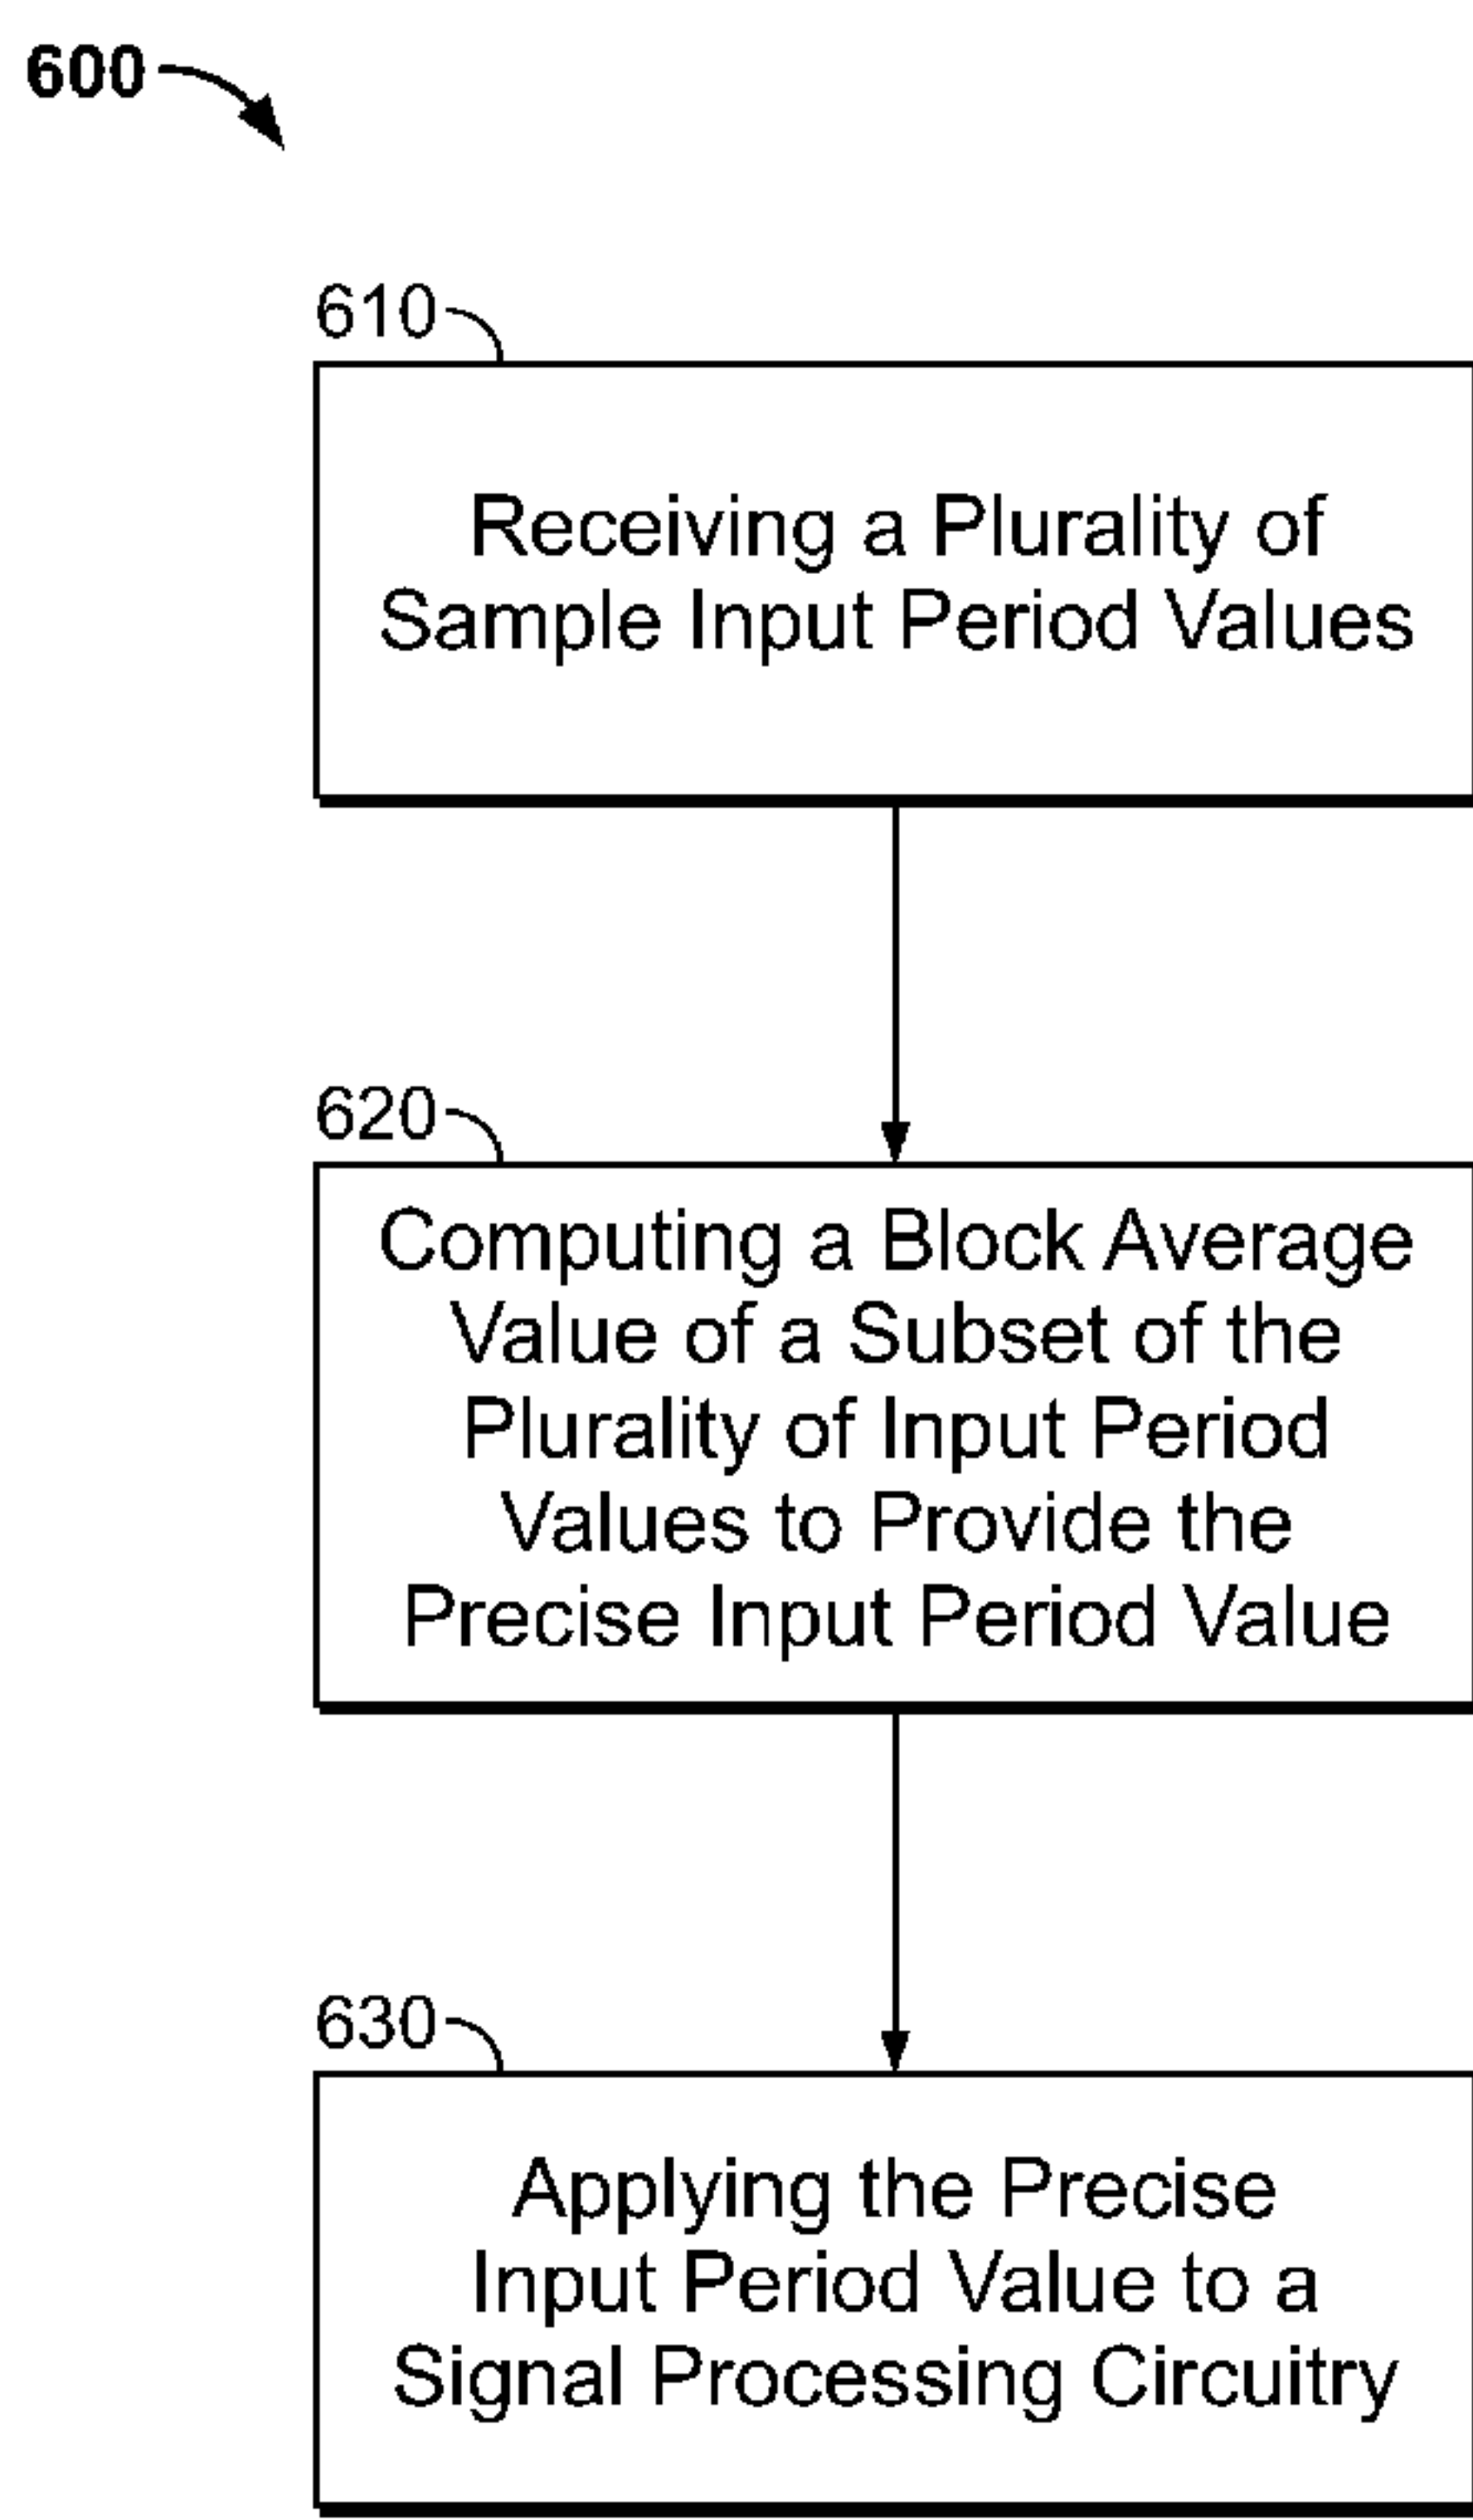 600
610
Receiving a Plurality of
Sample Input Period Values
620
Computing a Block Average
Value of a Subset of the
Plurality of Input Period
Values to Provide the
Precise Input Period Value
630
Applying the Precise
Input Period Value to a
Signal Processing Circuitry